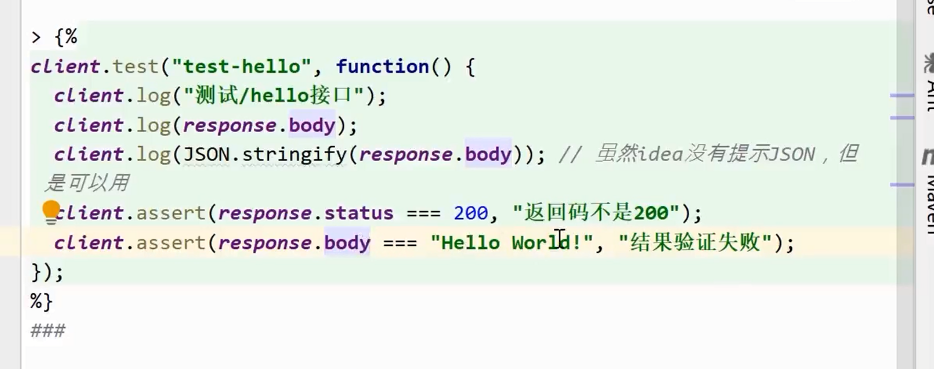 > {%
client.test("test-hello", function() {
client.log("测试/hello接口");
client.log(response.body);
client.log(JSON.stringify(response.body)); // 虽然idea没有提示JSON，但
是可以用
client.assert(response.status === 200, "返回码不是200");
client.assert(response.body === "Hello World!", "结果验证失败");
});
%}
###
Ant
Maven